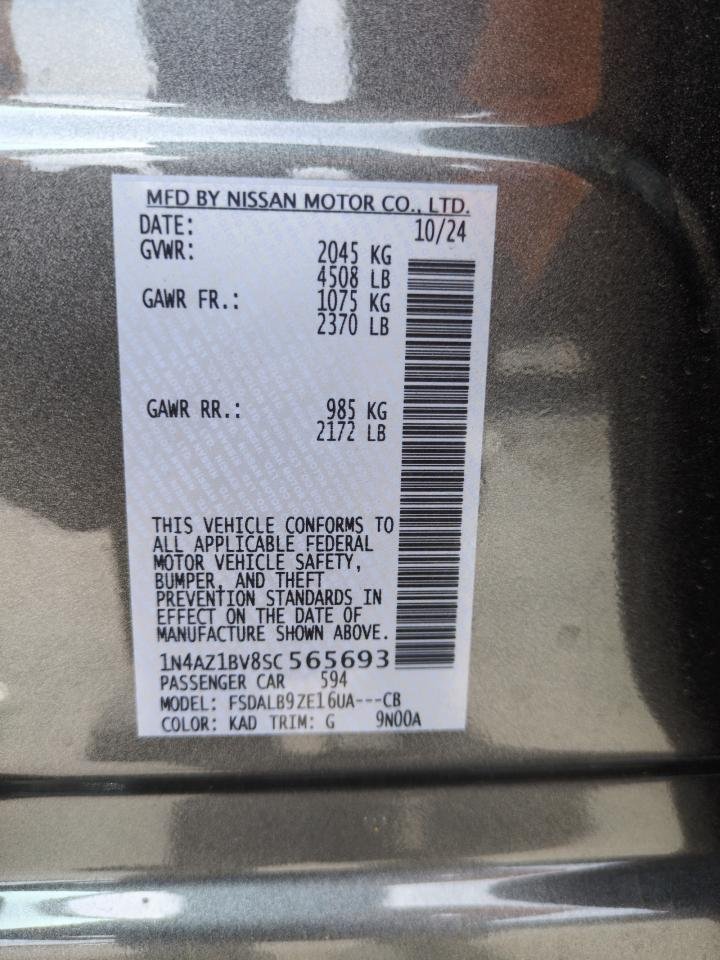 MFD BY NISSAN MOTOR CO., LTD.
DATE: 10/24
GVWR: 2045 KG
4508 LB
GAWR FR.: 1075 KG
2370 LB
GAWR RR.: 985 KG
2172 LB
THIS VEHICLE CONFORMS TO
ALL APPLICABLE FEDERAL
MOTOR VEHICLE SAFETY,
BUMPER, AND THEFT
PREVENTION STANDARDS IN
EFFECT ON THE DATE OF
MANUFACTURE SHOWN ABOVE.
1N4AZ1BV8SC565693
PASSENGER CAR 594
MODEL: FSDALB9ZE16UA---CB
COLOR: KAD TRIM: G 9N00A